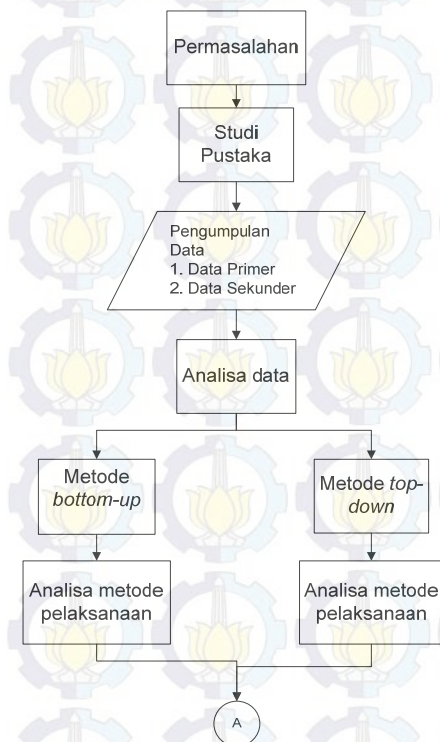 Permasalahan
Studi
Pustaka
Pengumpulan
Data
1. Data Primer
2. Data Sekunder
Analisa data
Metode
bottom-up
Metode top-
down
Analisa metode
pelaksanaan
Analisa metode
pelaksanaan
A